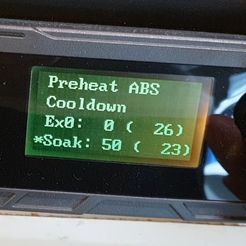 Preheat ABS
Cooldown
Ex0: 0 ( 26)
*Soak: 50 ( 23)